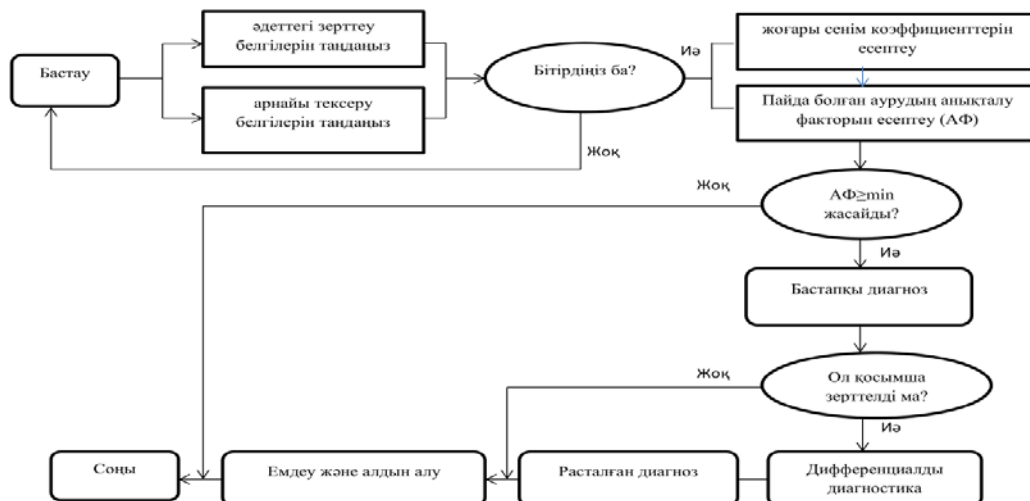 әдеттегі зерттеу
белгілерін таңдаңыз
жоғары сенім коэффициенттерін
есептеу
Бастау
Бітірдіңіз ба?
Иә
арнайы тексеру
белгілерін таңдаңыз
Пайда болған аурудың анықталу
факторын есептеу (АФ)
Жоқ
Жоқ
АФ≥min
жасайды?
Иә
Бастапқы диагноз
Жоқ
Ол қосымша
зерттелді ма?
Иә
Соңы
Емдеу және алдын алу
Расталған диагноз
Дифференциалды
диагностика